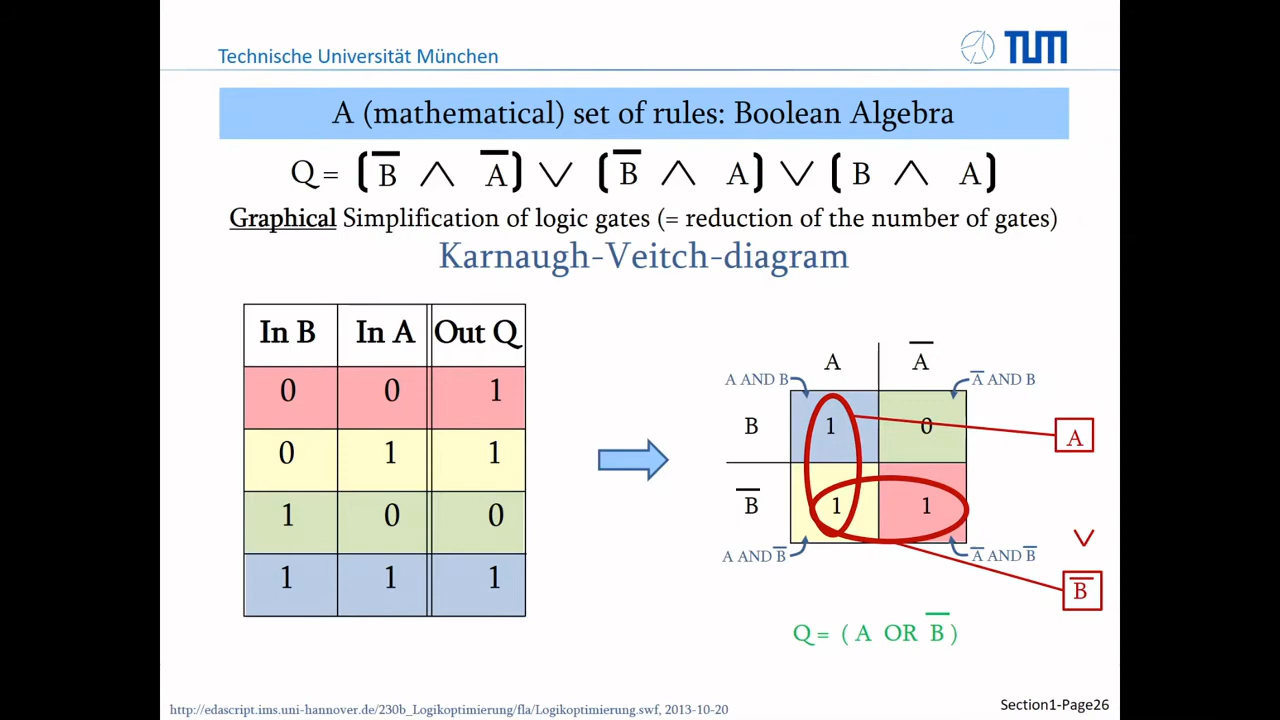 Technische Universität München
TUM
A (mathematical) set of rules: Boolean Algebra
Q = (B̅ ∧ A̅) ∨ (B̅ ∧ A) ∨ (B ∧ A)
Graphical Simplification of logic gates (= reduction of the number of gates)
Karnaugh-Veitch-diagram
In B In A Out Q
0 0 1
0 1 1
1 0 0
1 1 1
A A̅
A AND B A̅ AND B
B 1 0
A
B̅ 1 1
∨
A AND B̅ A̅ AND B̅
B̅
Q = ( A OR B̅ )
http://edascript.ims.uni-hannover.de/230b_Logikoptimierung/fla/Logikoptimierung.swf, 2013-10-20
Section1-Page26